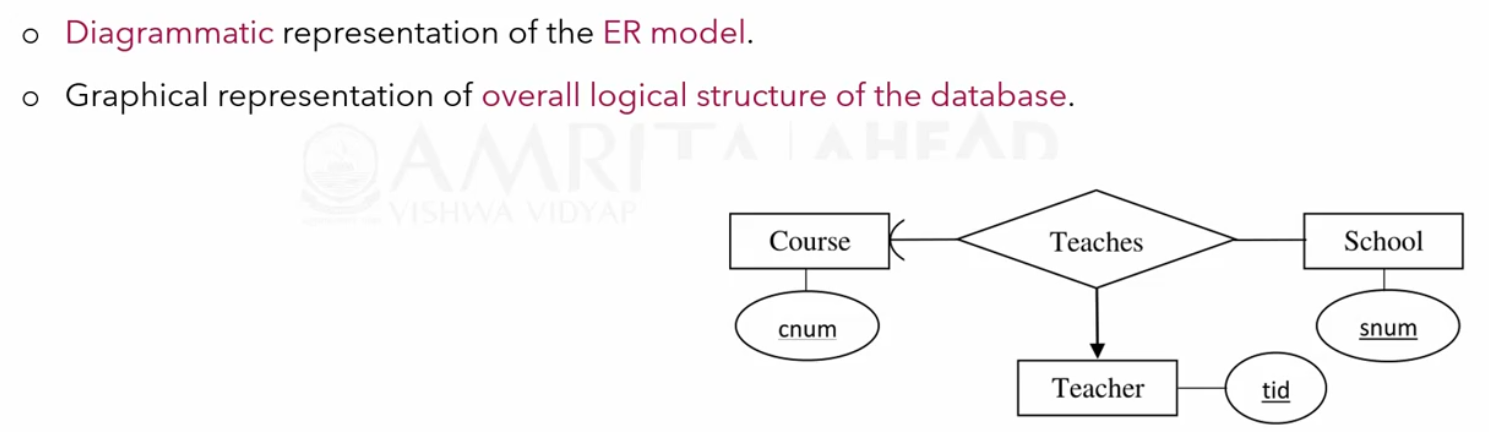 Diagrammatic representation of the ER model.
Graphical representation of overall logical structure of the database.
AMRITA | AHEAD
VISHWA VIDYAP
Course
Teaches
School
cnum
snum
Teacher
tid